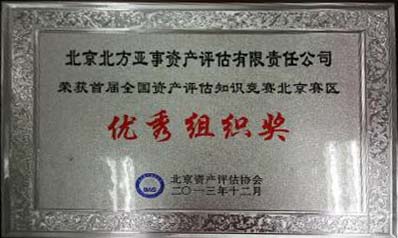 北京北方亚事资产评估有限责任公司
荣获首届全国资产评估知识竞赛北京赛区
优秀组织奖
北京资产评估协会
二〇一三年十二月